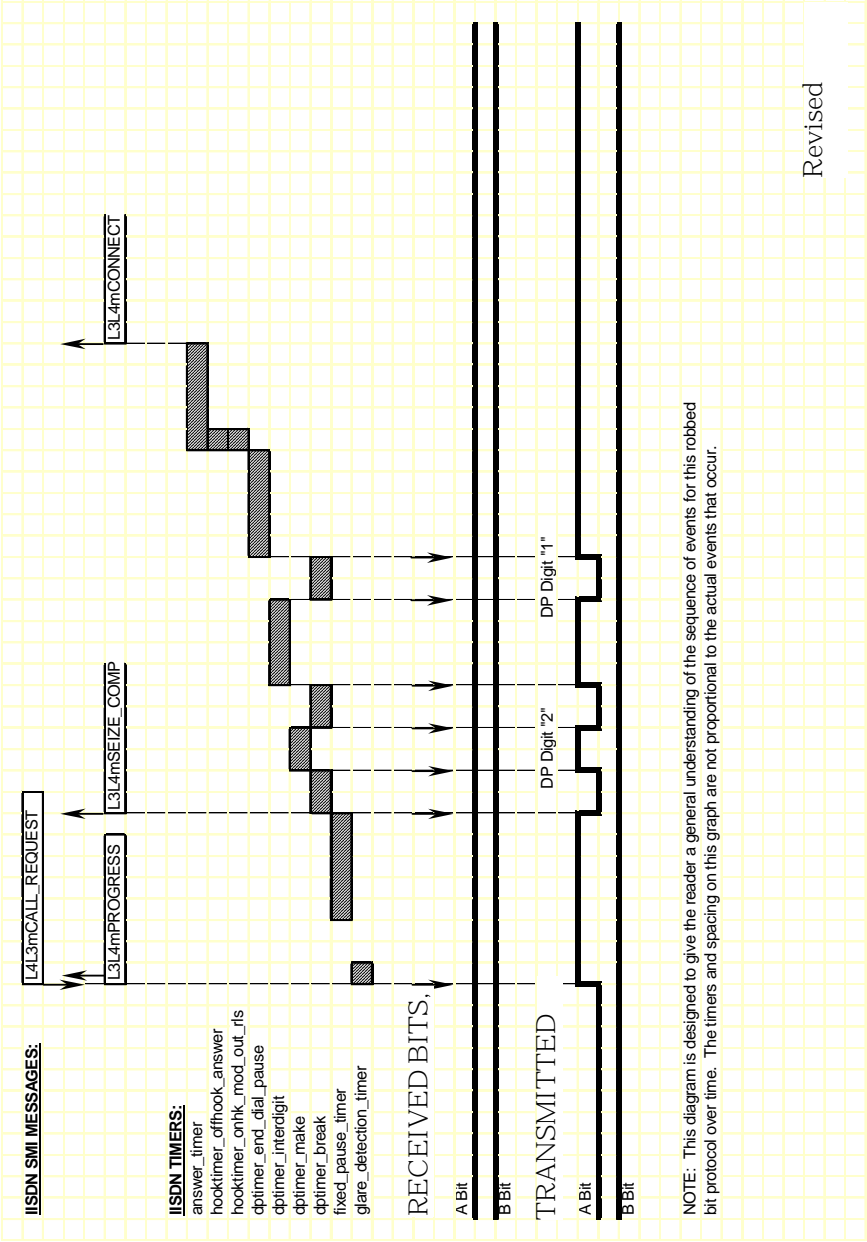 IISDN SMI MESSAGES:
L4L3mCALL_REQUEST
L3L4mPROGRESS
L3L4mSEIZE_COMP
L3L4mCONNECT
IISDN TIMERS:
answer_timer
hooktimer_offhook_answer
hooktimer_onhk_mod_out_rls
dptimer_end_dial_pause
dptimer_interdigit
dptimer_make
dptimer_break
fixed_pause_timer
glare_detection_timer
RECEIVED BITS,
A Bit
B Bit
TRANSMITTED
DP Digit "2"
DP Digit "1"
A Bit
B Bit
NOTE: This diagram is designed to give the reader a general understanding of the sequence of events for this robbed
bit protocol over time. The timers and spacing on this graph are not proportional to the actual events that occur.
Revised